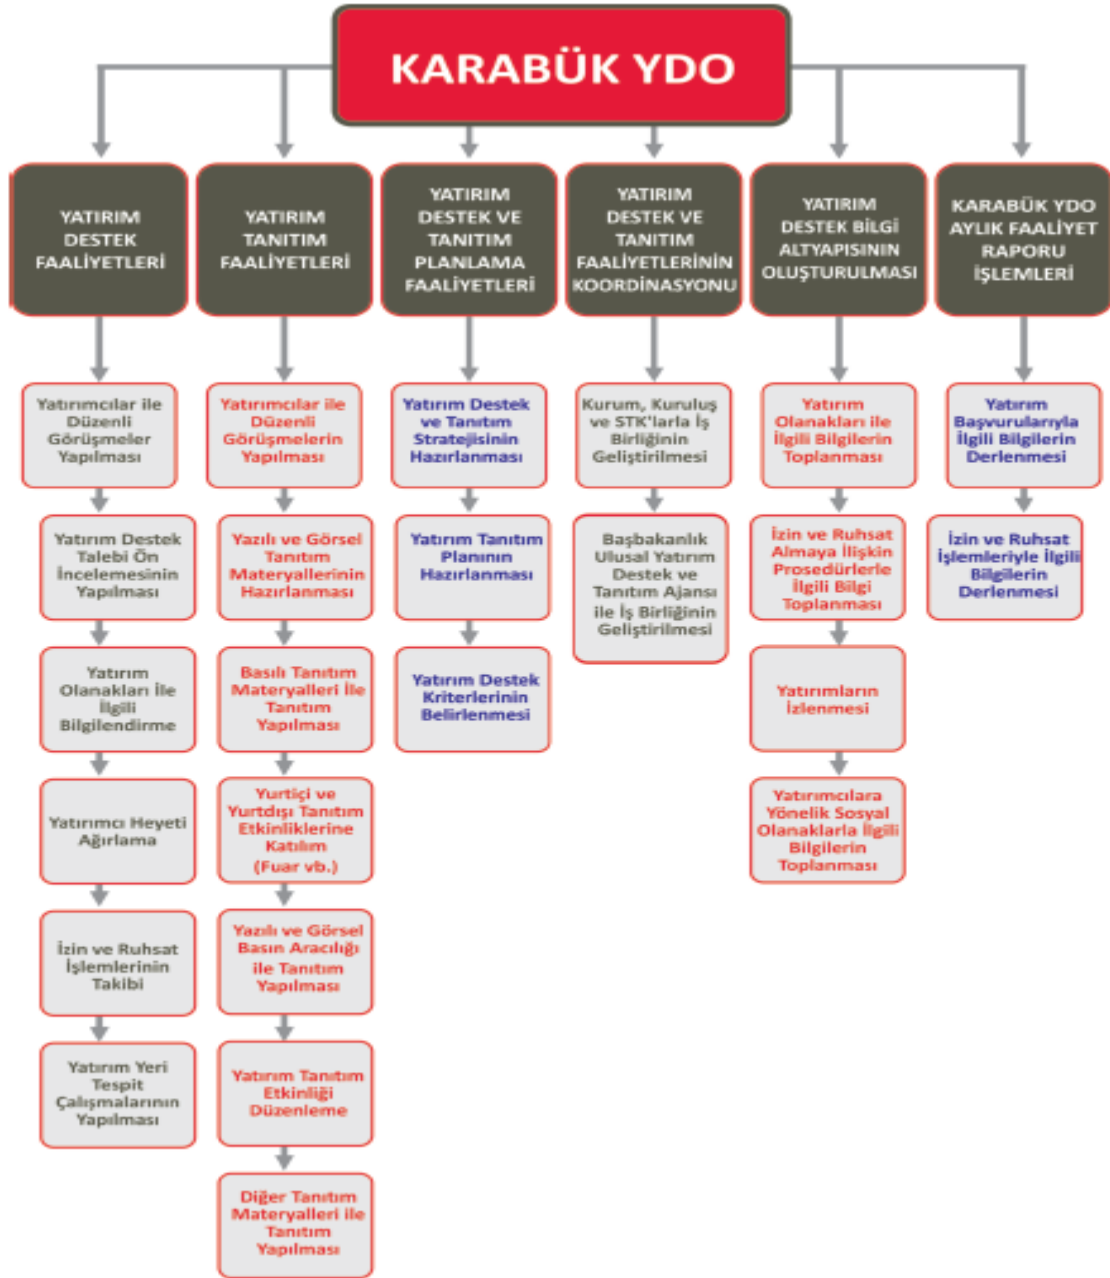 KARABÜK YDO
YATIRIM
DESTEK
FAALİYETLERİ
YATIRIM
TANITIM
FAALİYETLERİ
YATIRIM
DESTEK VE
TANITIM
PLANLAMA
FAALİYETLERİ
YATIRIM
DESTEK VE
TANITIM
FAALİYETLERİNİN
KOORDİNASYONU
YATIRIM
DESTEK BİLGİ
ALTYAPISININ
OLUŞTURULMASI
KARABÜK YDO
AYLIK FAALİYET
RAPORU
İŞLEMLERİ
Yatırımcılar ile
Düzenli
Görüşmeler
Yapılması
Yatırım Destek
Talebi Ön
İncelemesinin
Yapılması
Yatırım
Olanakları İle
İlgili
Bilgilendirme
Yatırımcı Heyeti
Ağırlama
İzin ve Ruhsat
İşlemlerinin
Takibi
Yatırım Yeri
Tespit
Çalışmalarının
Yapılması
Yatırımcılar ile
Düzenli
Görüşmelerin
Yapılması
Yazılı ve Görsel
Tanıtım
Materyallerinin
Hazırlanması
Basılı Tanıtım
Materyalleri İle
Tanıtım
Yapılması
Yurtiçi ve
Yurtdışı Tanıtım
Etkinliklerine
Katılım
(Fuar vb.)
Yazılı ve Görsel
Basın Aracılığı
ile Tanıtım
Yapılması
Yatırım Tanıtım
Etkinliği
Düzenleme
Diğer Tanıtım
Materyalleri ile
Tanıtım
Yapılması
Yatırım Destek
ve Tanıtım
Stratejisinin
Hazırlanması
Yatırım Tanıtım
Planının
Hazırlanması
Yatırım Destek
Kriterlerinin
Belirlenmesi
Kurum, Kuruluş
ve STK'larla İş
Birliğinin
Geliştirilmesi
Başbakanlık
Ulusal Yatırım
Destek ve
Tanıtım Ajansı
ile İş Birliğinin
Geliştirilmesi
Yatırım
Olanakları ile
İlgili Bilgilerin
Toplanması
İzin ve Ruhsat
Almaya İlişkin
Prosedürlerle
İlgili Bilgi
Toplanması
Yatırımların
İzlenmesi
Yatırımcılara
Yönelik Sosyal
Olanaklarla İlgili
Bilgilerin
Toplanması
Yatırım
Başvurularıyla
İlgili Bilgilerin
Derlenmesi
İzin ve Ruhsat
İşlemleriyle İlgili
Bilgilerin
Derlenmesi